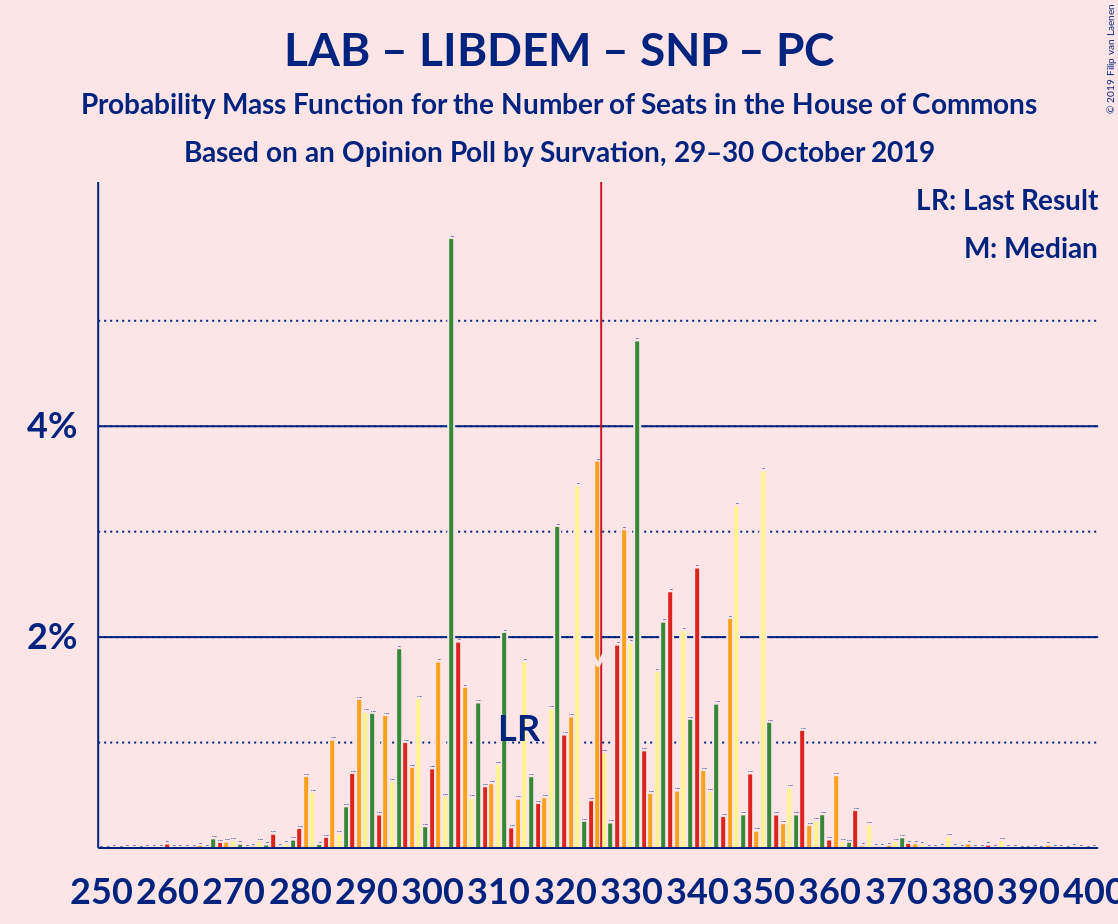 LAB – LIBDEM – SNP – PC
Probability Mass Function for the Number of Seats in the House of Commons
Based on an Opinion Poll by Survation, 29–30 October 2019
© 2019 Filip van Laenen
LR: Last Result
M: Median
4%
2%
LR
250 260 270 280 290 300 310 320 330 340 350 360 370 380 390 400